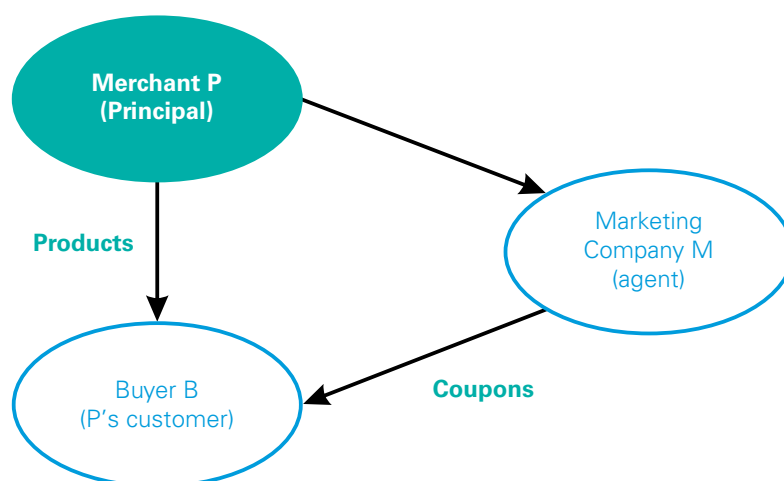 Merchant P
(Principal)
Products
Marketing
Company M
(agent)
Buyer B
(P’s customer)
Coupons